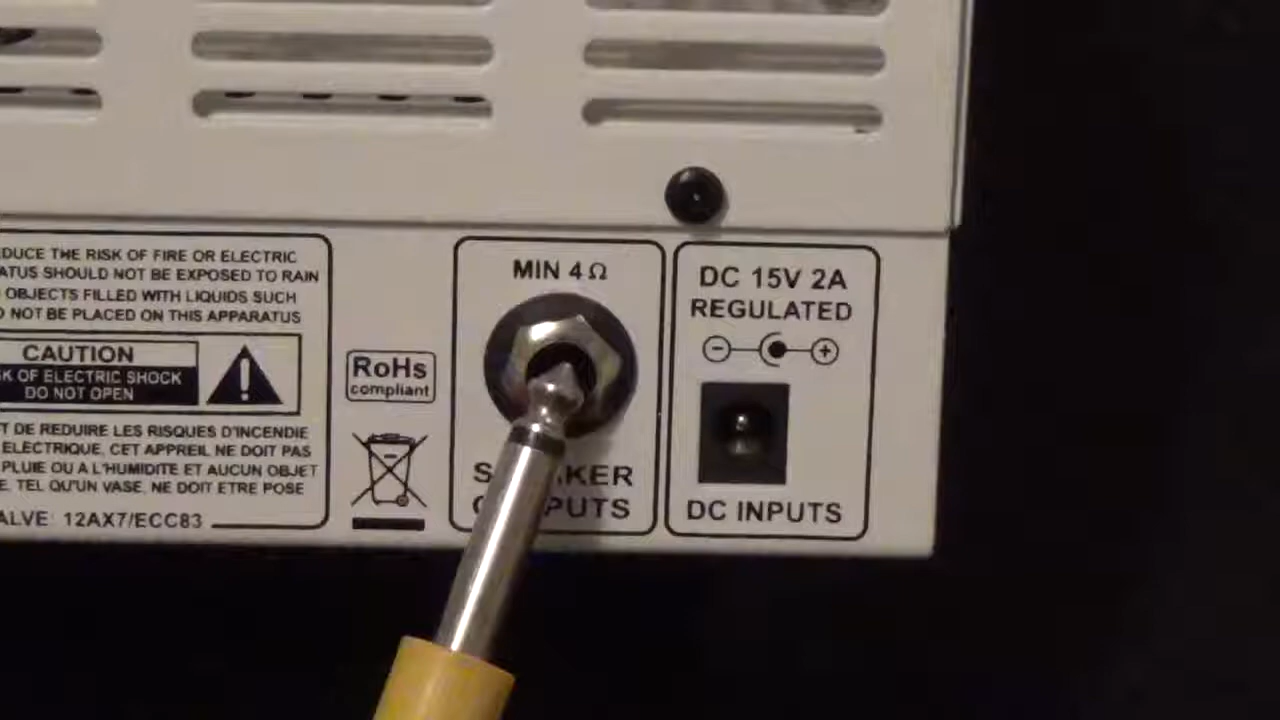 DUCE THE RISK OF FIRE OR ELECTRIC
ATUS SHOULD NOT BE EXPOSED TO RAIN
OBJECTS FILLED WITH LIQUIDS SUCH
NOT BE PLACED ON THIS APPARATUS
CAUTION
SK OF ELECTRIC SHOCK
DO NOT OPEN
T DE REDUIRE LES RISQUES D'INCENDIE
ELECTRIQUE, CET APPREIL NE DOIT PAS
PLUIE OU A L'HUMIDITE ET AUCUN OBJET
TEL QU'UN VASE, NE DOIT ETRE POSE
ALVE: 12AX7/ECC83
RoHs
compliant
MIN 4Ω
S KER
PUTS
DC 15V 2A
REGULATED
- +
DC INPUTS